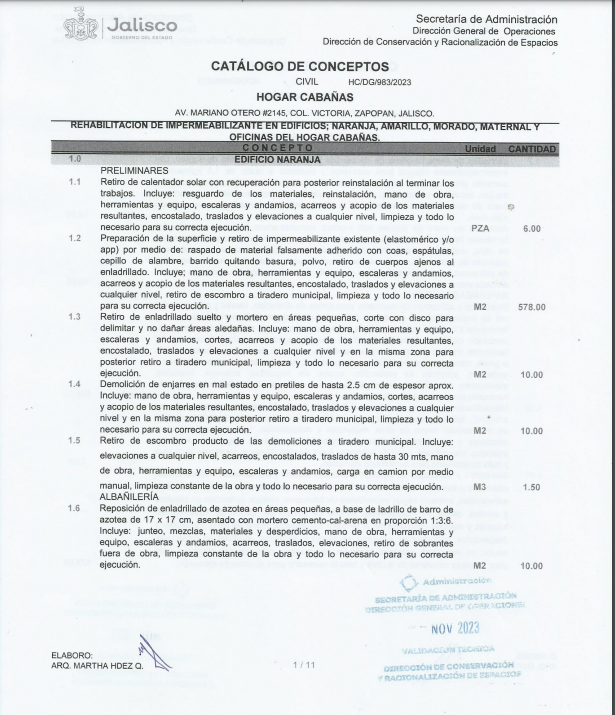 Jalisco
GOBIERNO DEL ESTADO
Secretaría de Administración
Dirección General de Operaciones
Dirección de Conservación y Racionalización de Espacios
CATÁLOGO DE CONCEPTOS
CIVIL HC/DG/983/2023
HOGAR CABAÑAS
AV. MARIANO OTERO #2145, COL. VICTORIA, ZAPOPAN, JALISCO.
REHABILITACION DE IMPERMEABILIZANTE EN EDIFICIOS; NARANJA, AMARILLO, MORADO, MATERNAL Y
OFICINAS DEL HOGAR CABAÑAS.
C O N C E P T O Unidad CANTIDAD
1.0 EDIFICIO NARANJA
PRELIMINARES
1.1 Retiro de calentador solar con recuperación para posterior reinstalación al terminar los
trabajos. Incluye: resguardo de los materiales, reinstalación, mano de obra,
herramientas y equipo, escaleras y andamios, acarreos y acopio de los materiales
resultantes, encostalado, traslados y elevaciones a cualquier nivel, limpieza y todo lo
necesario para su correcta ejecución. PZA 6.00
1.2 Preparación de la superficie y retiro de impermeabilizante existente (elastomérico y/o
app) por medio de: raspado de material falsamente adherido con coas, espátulas,
cepillo de alambre, barrido quitando basura, polvo, retiro de cuerpos ajenos al
enladrillado. Incluye; mano de obra, herramientas y equipo, escaleras y andamios,
acarreos y acopio de los materiales resultantes, encostalado, traslados y elevaciones a
cualquier nivel, retiro de escombro a tiradero municipal, limpieza y todo lo necesario
para su correcta ejecución. M2 578.00
1.3 Retiro de enladrillado suelto y mortero en áreas pequeñas, corte con disco para
delimitar y no dañar áreas aledañas. Incluye: mano de obra, herramientas y equipo,
escaleras y andamios, cortes, acarreos y acopio de los materiales resultantes,
encostalado, traslados y elevaciones a cualquier nivel y en la misma zona para
posterior retiro a tiradero municipal, limpieza y todo lo necesario para su correcta
ejecución. M2 10.00
1.4 Demolición de enjarres en mal estado en pretiles de hasta 2.5 cm de espesor aprox.
Incluye: mano de obra, herramientas y equipo, escaleras y andamios, cortes, acarreos
y acopio de los materiales resultantes, encostalado, traslados y elevaciones a cualquier
nivel y en la misma zona para posterior retiro a tiradero municipal, limpieza y todo lo
necesario para su correcta ejecución. M2 10.00
1.5 Retiro de escombro producto de las demoliciones a tiradero municipal. Incluye:
elevaciones a cualquier nivel, acarreos, encostalado, traslados de hasta 30 mts, mano
de obra, herramientas y equipo, escaleras y andamios, carga en camion por medio
manual, limpieza constante de la obra y todo lo necesario para su correcta ejecución. M3 1.50
ALBAÑILERÍA
1.6 Reposición de enladrillado de azotea en áreas pequeñas, a base de ladrillo de barro de
azotea de 17 x 17 cm, asentado con mortero cemento-cal-arena en proporción 1:3:6.
Incluye: junteo, mezclas, materiales y desperdicios, mano de obra, herramientas y
equipo, escaleras y andamios, acarreos, traslados, elevaciones, retiro de sobrantes
fuera de obra, limpieza constante de la obra y todo lo necesario para su correcta
ejecución. M2 10.00
Administración
SECRETARÍA DE ADMINISTRACIÓN
DIRECCIÓN GENERAL DE OPERACIONES
NOV 2023
VALIDACIÓN TÉCNICA
DIRECCIÓN DE CONSERVACIÓN
Y RACIONALIZACIÓN DE ESPACIOS
ELABORO:
ARQ. MARTHA HDEZ Q.
1 / 11